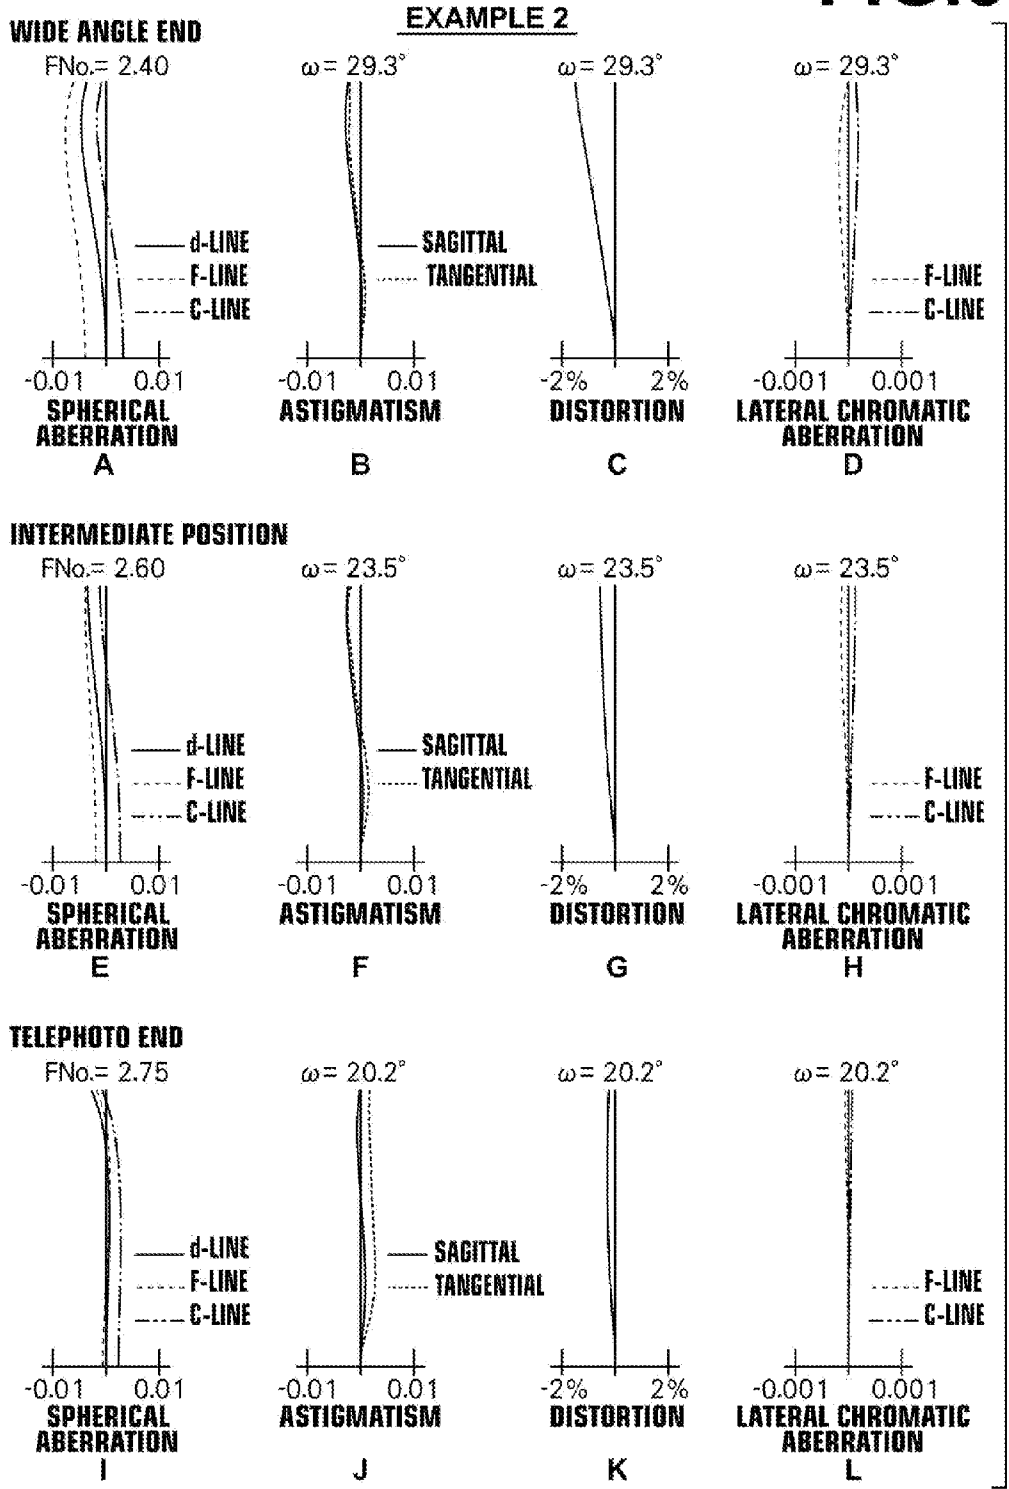 EXAMPLE 2
WIDE ANGLE END
FNo.= 2.40
ω= 29.3°
ω= 29.3°
ω= 29.3°
d-LINE
F-LINE
C-LINE
SAGITTAL
TANGENTIAL
F-LINE
C-LINE
-0.01 0.01
-0.01 0.01
-2% 2%
-0.001 0.001
SPHERICAL
ABERRATION
ASTIGMATISM
DISTORTION
LATERAL CHROMATIC
ABERRATION
A
B
C
D
INTERMEDIATE POSITION
FNo.= 2.60
ω= 23.5°
ω= 23.5°
ω= 23.5°
d-LINE
F-LINE
C-LINE
SAGITTAL
TANGENTIAL
F-LINE
C-LINE
-0.01 0.01
-0.01 0.01
-2% 2%
-0.001 0.001
SPHERICAL
ABERRATION
ASTIGMATISM
DISTORTION
LATERAL CHROMATIC
ABERRATION
E
F
G
H
TELEPHOTO END
FNo.= 2.75
ω= 20.2°
ω= 20.2°
ω= 20.2°
d-LINE
F-LINE
C-LINE
SAGITTAL
TANGENTIAL
F-LINE
C-LINE
-0.01 0.01
-0.01 0.01
-2% 2%
-0.001 0.001
SPHERICAL
ABERRATION
ASTIGMATISM
DISTORTION
LATERAL CHROMATIC
ABERRATION
I
J
K
L